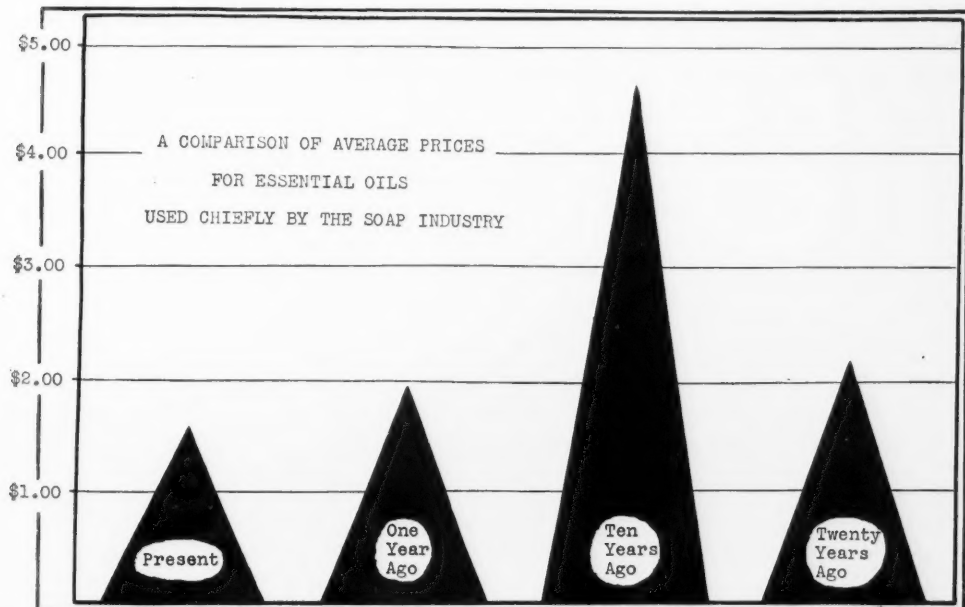 $5.00
$4.00
$3.00
$2.00
$1.00
A COMPARISON OF AVERAGE PRICES
FOR ESSENTIAL OILS
USED CHIEFLY BY THE SOAP INDUSTRY
Present
One
Year
Ago
Ten
Years
Ago
Twenty
Years
Ago